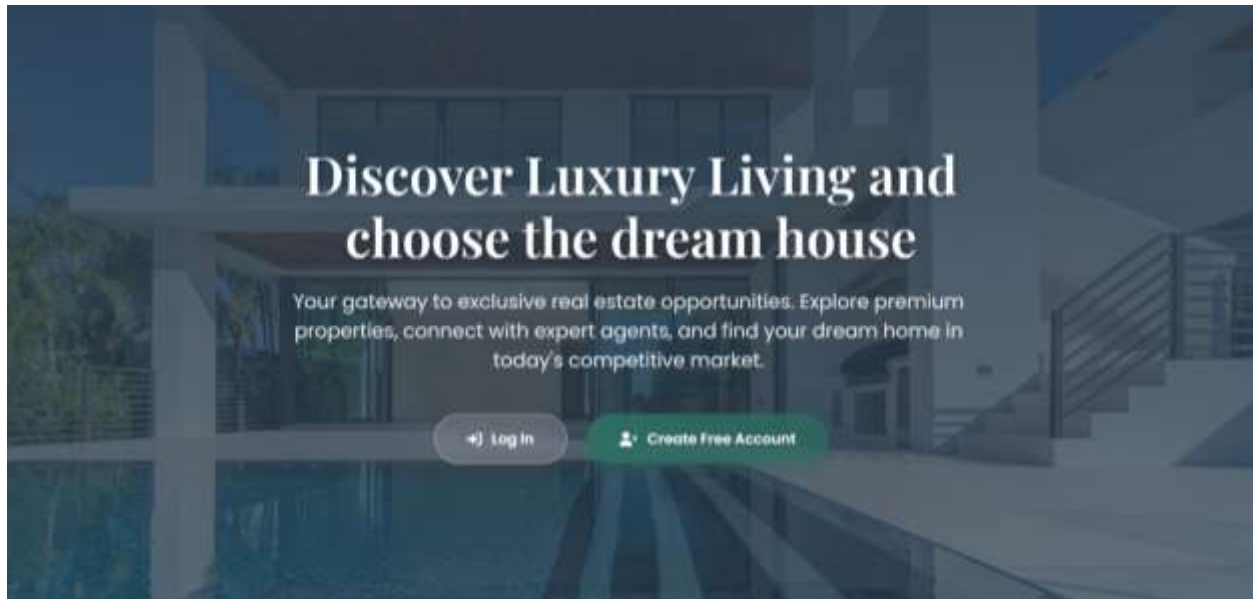 Discover Luxury Living and
choose the dream house
Your gateway to exclusive real estate opportunities. Explore premium
properties, connect with expert agents, and find your dream home in
today's competitive market.
Log In
Create Free Account